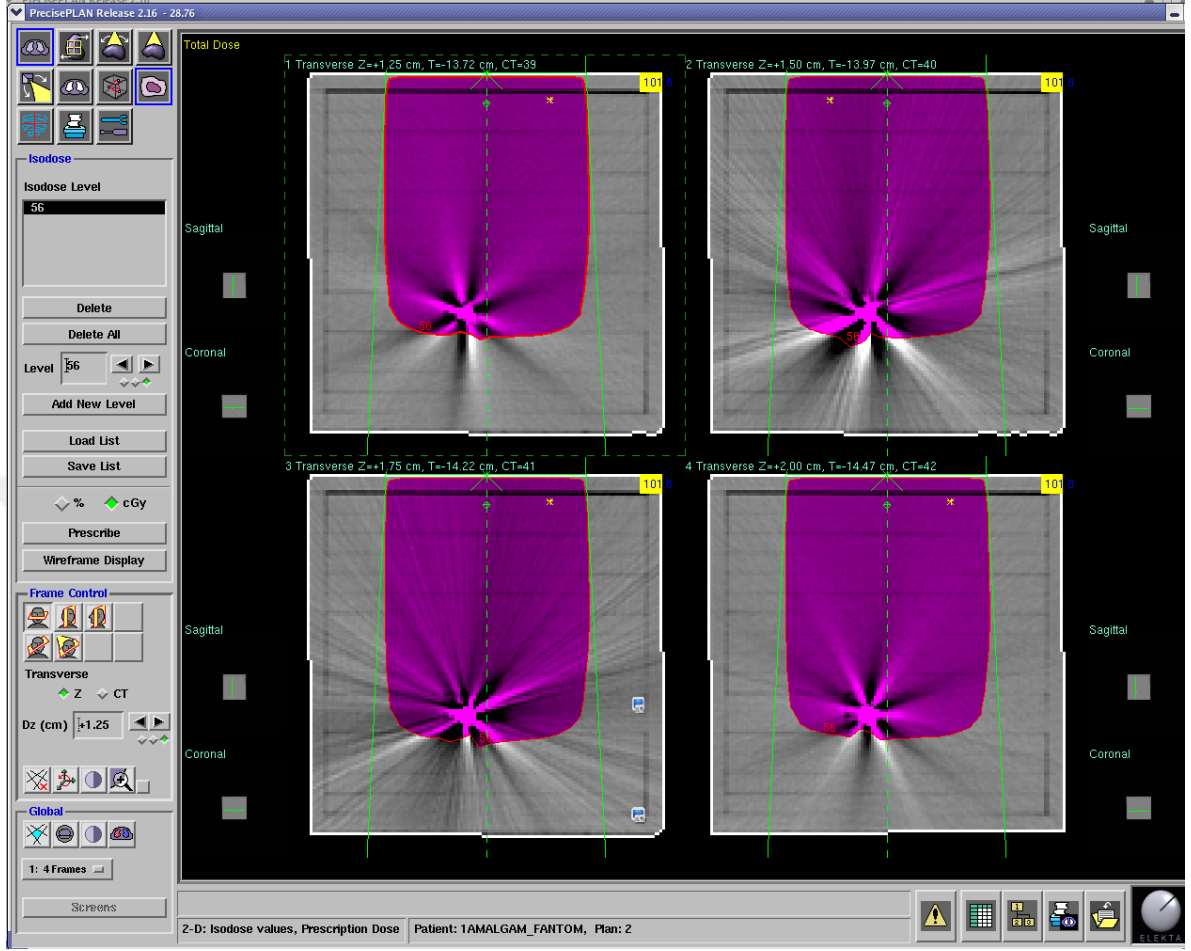 PrecisePLAN Release 2.16 - 28.76
Total Dose
1 Transverse Z=+1.25 cm, T=-13.72 cm, CT=39
2 Transverse Z=+1.50 cm, T=-13.97 cm, CT=40
101.0
101.0
Isodose
Isodose Level
56
Sagittal
Sagittal
Delete
Delete All
56
56
Coronal
Coronal
Level 56
Add New Level
Load List
Save List
3 Transverse Z=+1.75 cm, T=-14.22 cm, CT=41
4 Transverse Z=+2.00 cm, T=-14.47 cm, CT=42
101.0
101.0
% cGy
Prescribe
Wireframe Display
Frame Control
Sagittal
Sagittal
Transverse
Z CT
Dz (cm) +1.25
56
56
Coronal
Coronal
Global
1: 4 Frames
Screens
2-D: Isodose values, Prescription Dose
Patient: 1AMALGAM_FANTOM, Plan: 2
ELEKTA